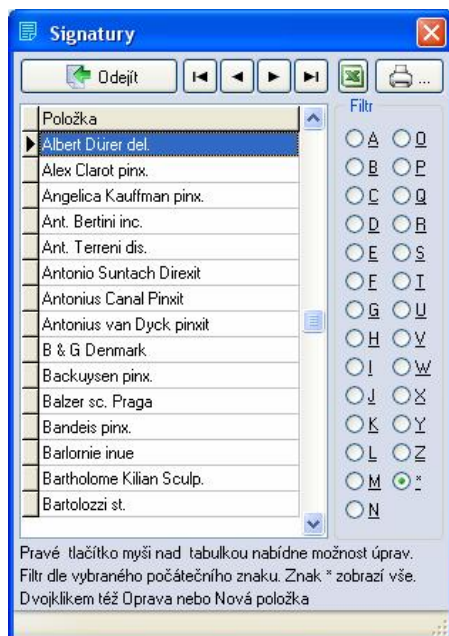 Signatury
Odejít
...
Filtr
Položka
Albert Dürer del.
Alex Clarot pinx.
Angelica Kauffman pinx.
Ant. Bertini inc.
Ant. Terreni dis.
Antonio Suntach Direxit
Antonius Canal Pinxit
Antonius van Dyck pinxit
B & G Denmark
Backuysen pinx.
Balzer sc. Praga
Bandeis pinx.
Barlornie inue
Bartholome Kilian Sculp.
Bartolozzi st.
A O
B P
C Q
D R
E S
F T
G U
H V
I W
J X
K Y
L Z
M *
N
Pravé tlačítko myši nad tabulkou nabídne možnost úprav.
Filtr dle vybraného počátečního znaku. Znak * zobrazí vše.
Dvojklikem též Oprava nebo Nová položka